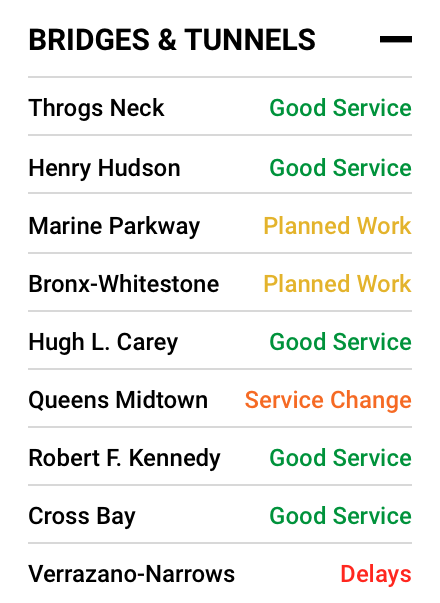 BRIDGES & TUNNELS
Throgs Neck Good Service
Henry Hudson Good Service
Marine Parkway Planned Work
Bronx-Whitestone Planned Work
Hugh L. Carey Good Service
Queens Midtown Service Change
Robert F. Kennedy Good Service
Cross Bay Good Service
Verrazano-Narrows Delays